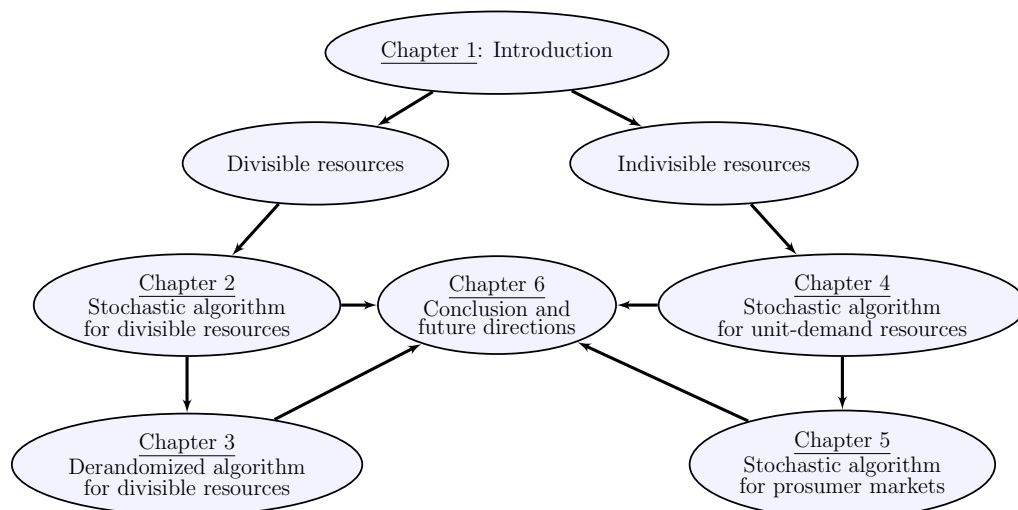 Chapter 1: Introduction
Divisible resources
Indivisible resources
Chapter 2
Stochastic algorithm
for divisible resources
Chapter 6
Conclusion and
future directions
Chapter 4
Stochastic algorithm
for unit-demand resources
Chapter 3
Derandomized algorithm
for divisible resources
Chapter 5
Stochastic algorithm
for prosumer markets